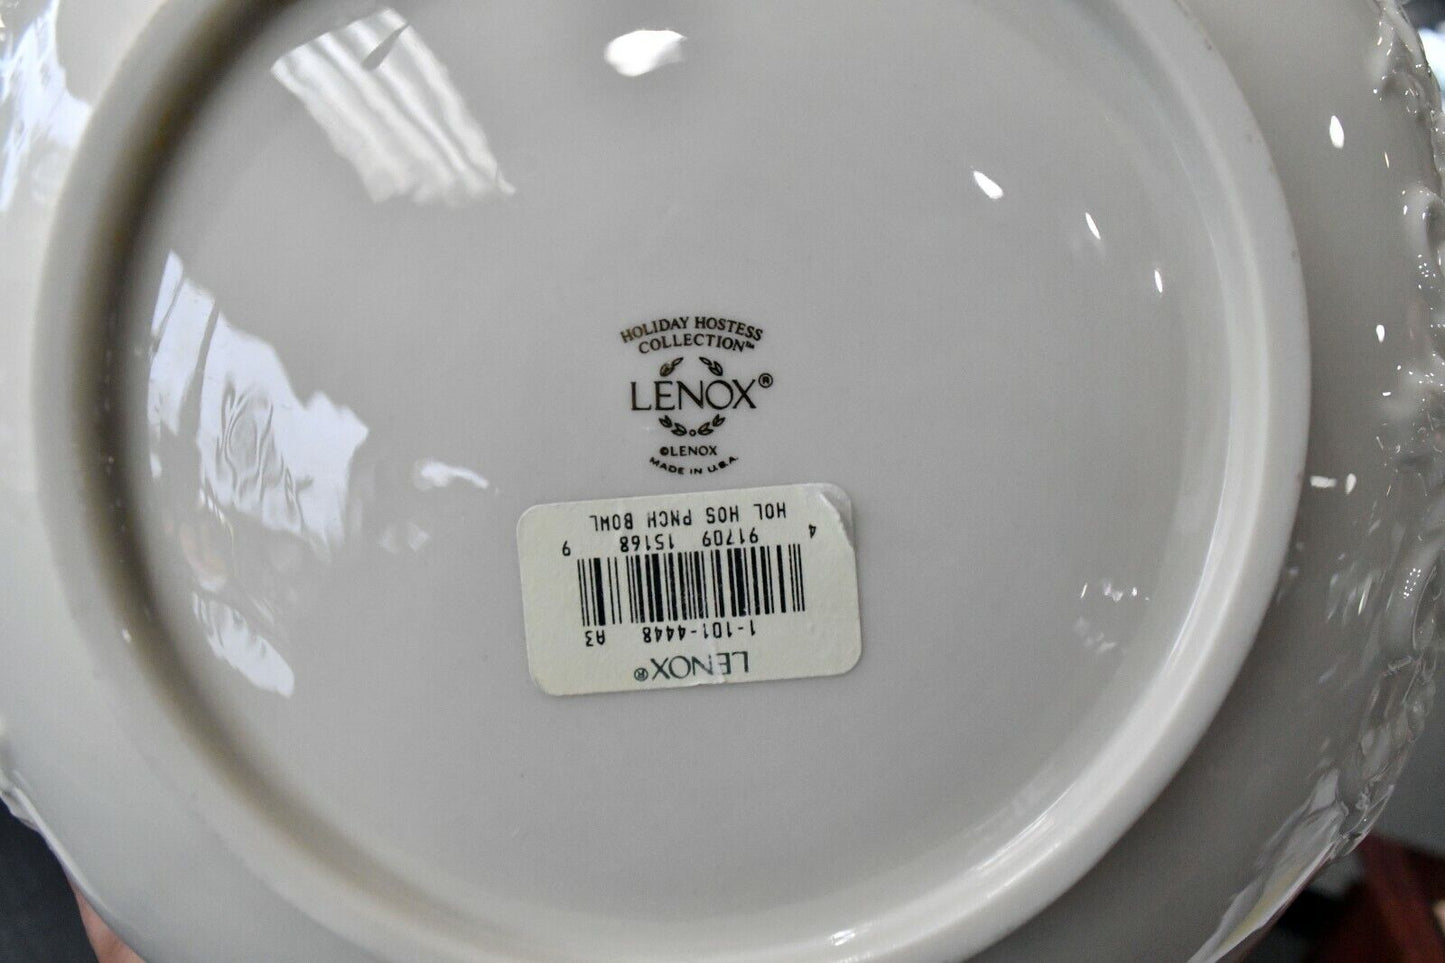 HOLIDAY HOSTESS
COLLECTION™
LENOX®
©LENOX
MADE IN U.S.A.
LENOX®
1-101-4448 A3
4 91709 15168 9
HOL HOS PNCH BOWL